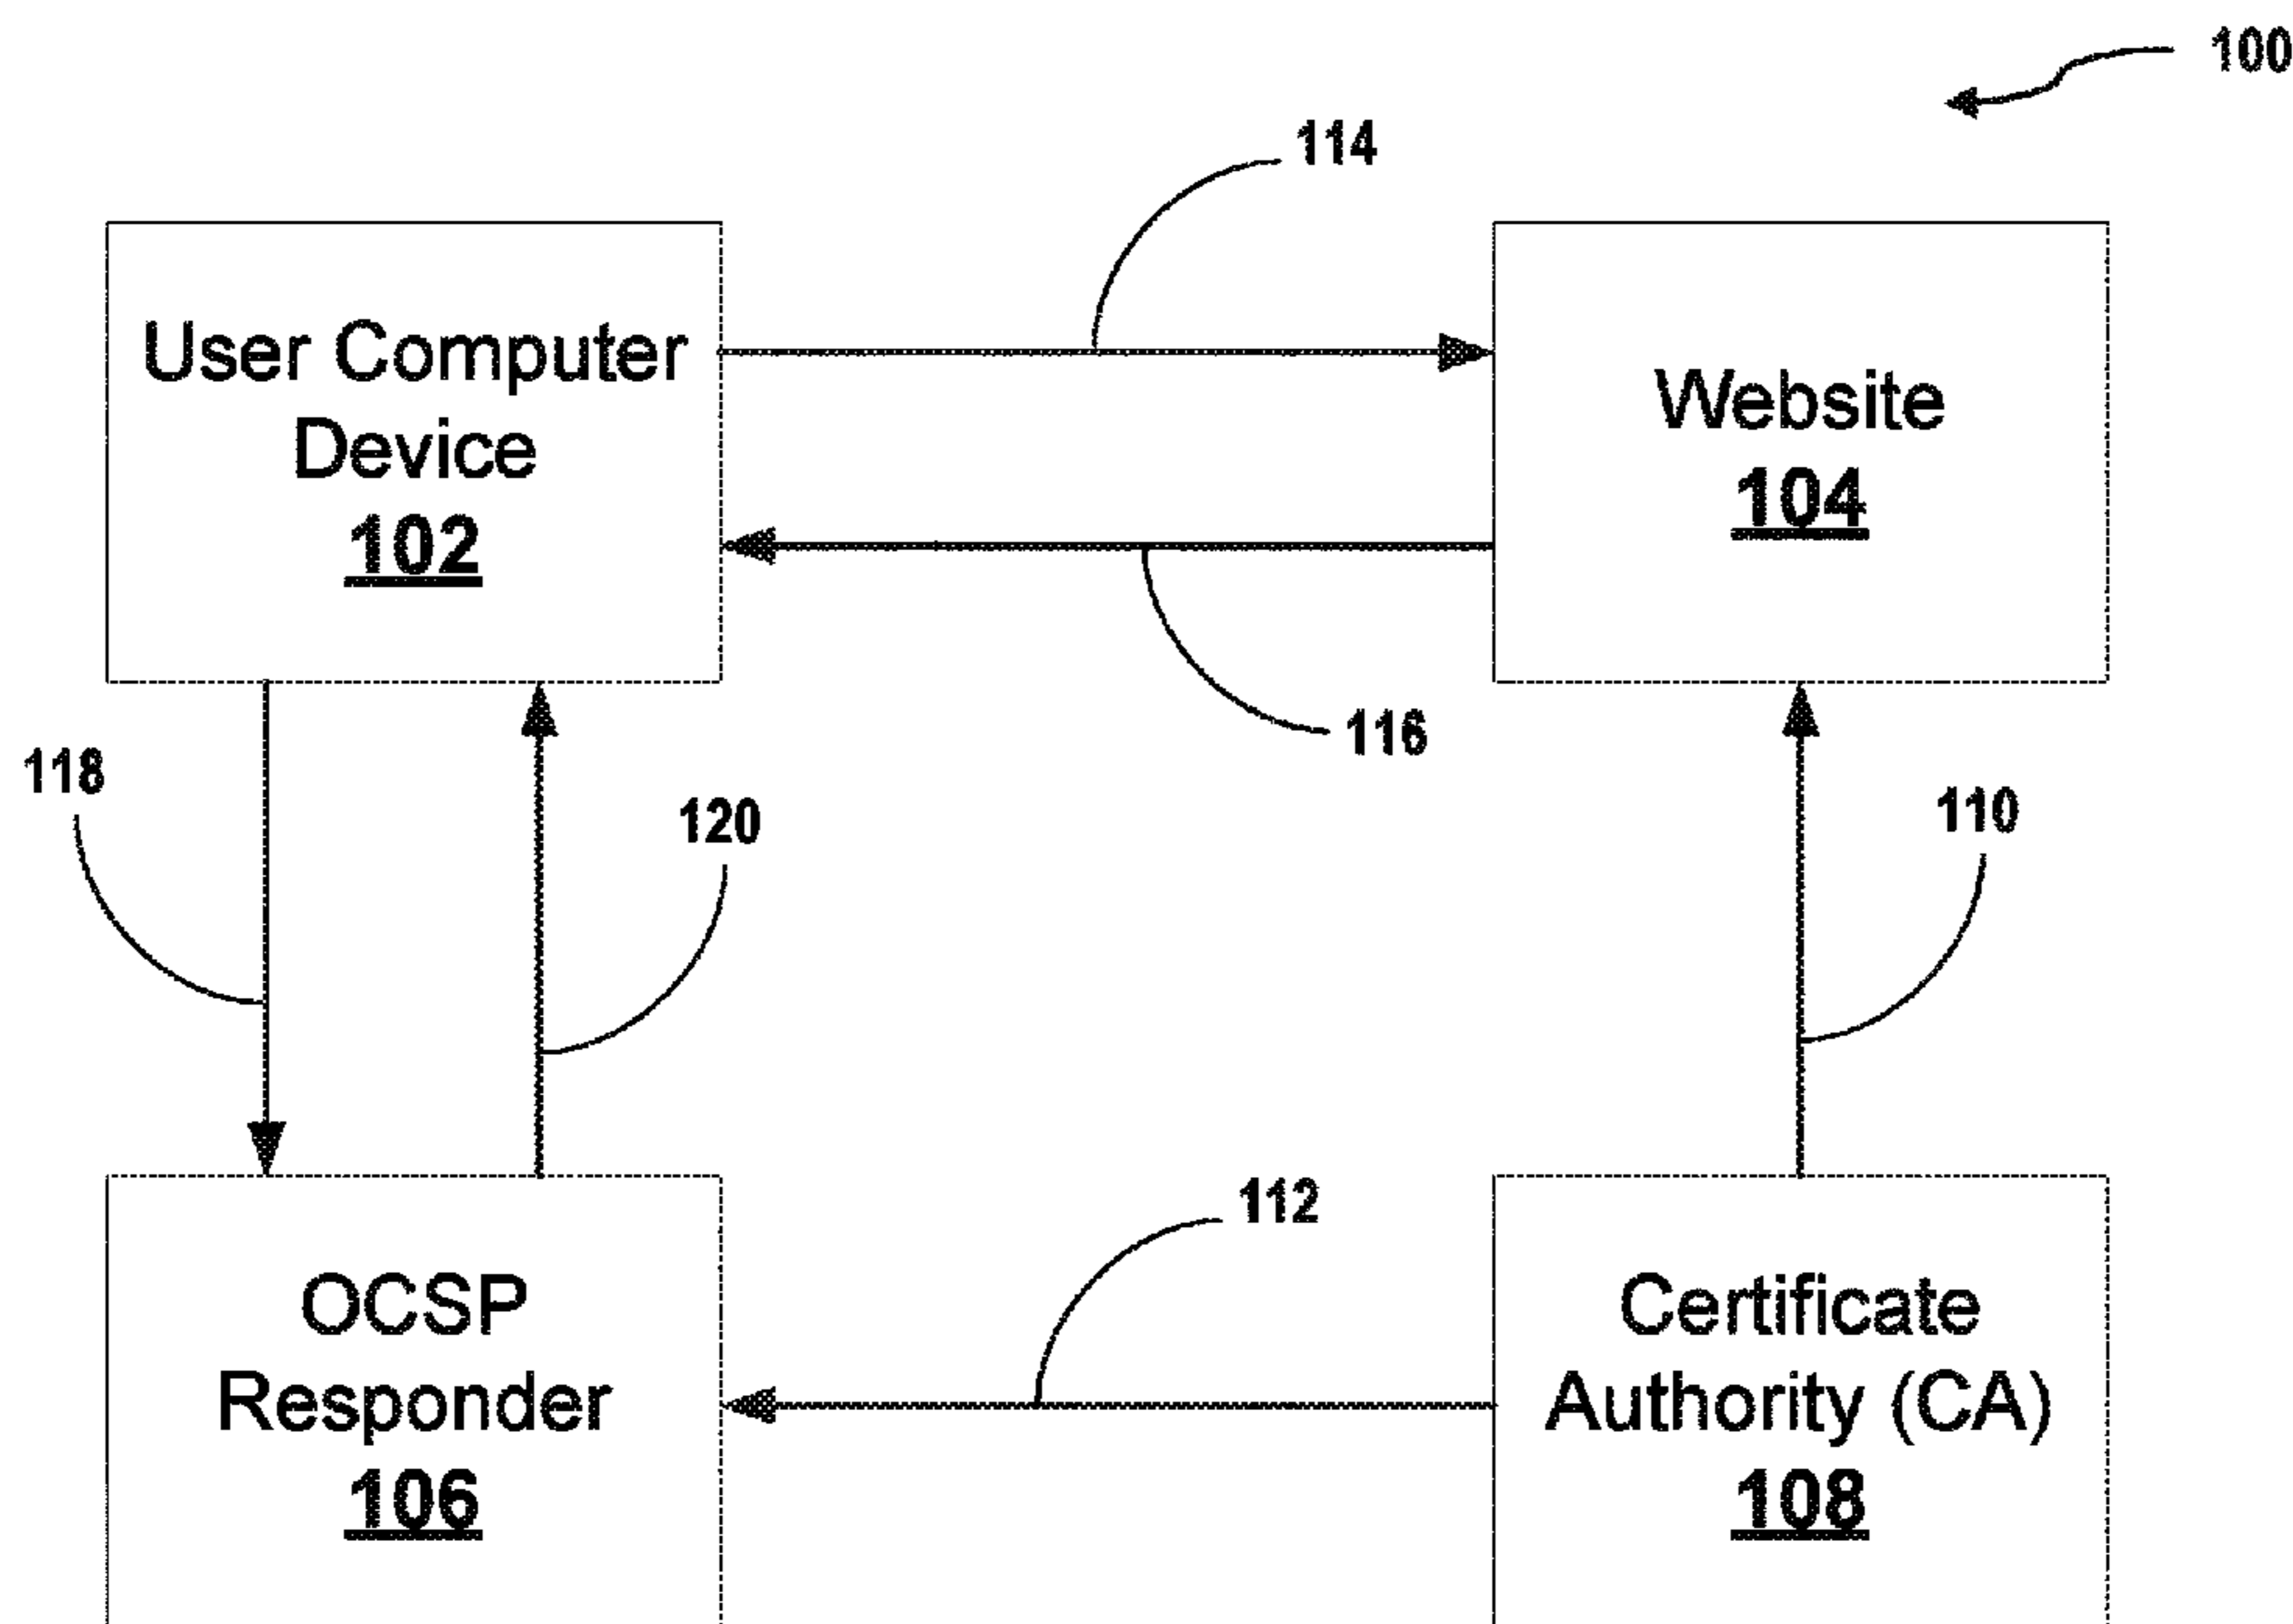 100
114
User Computer
Device
102
Website
104
116
118
120
110
112
OCSP
Responder
106
Certificate
Authority (CA)
108